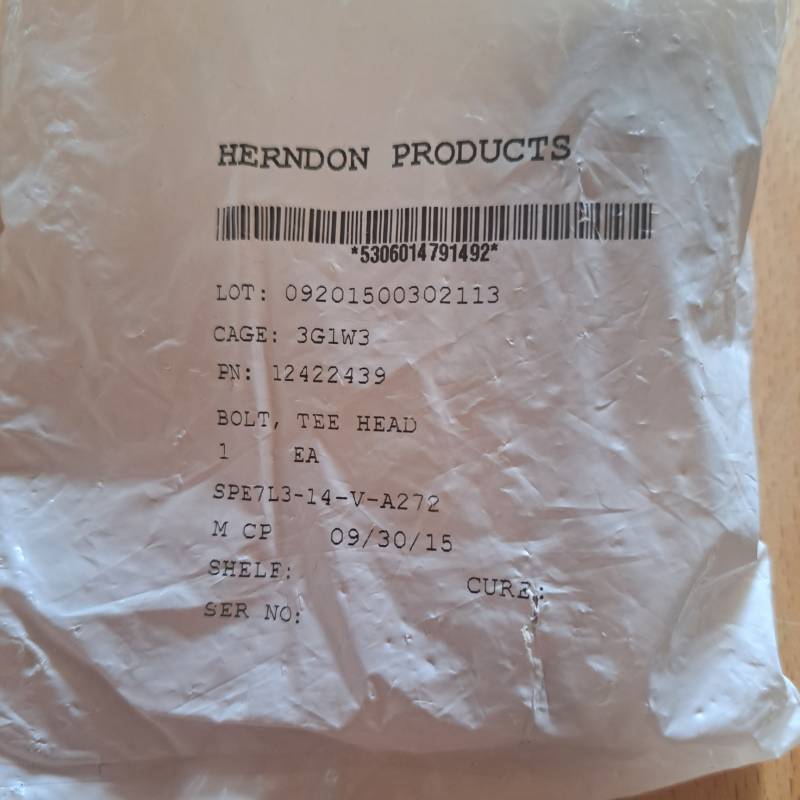 HERNDON PRODUCTS
*5306014791492*
LOT: 09201500302113
CAGE: 3G1W3
PN: 12422439
BOLT, TEE HEAD
1 EA
SPE7L3-14-V-A272
M CP 09/30/15
SHELF: CURE:
SER NO: